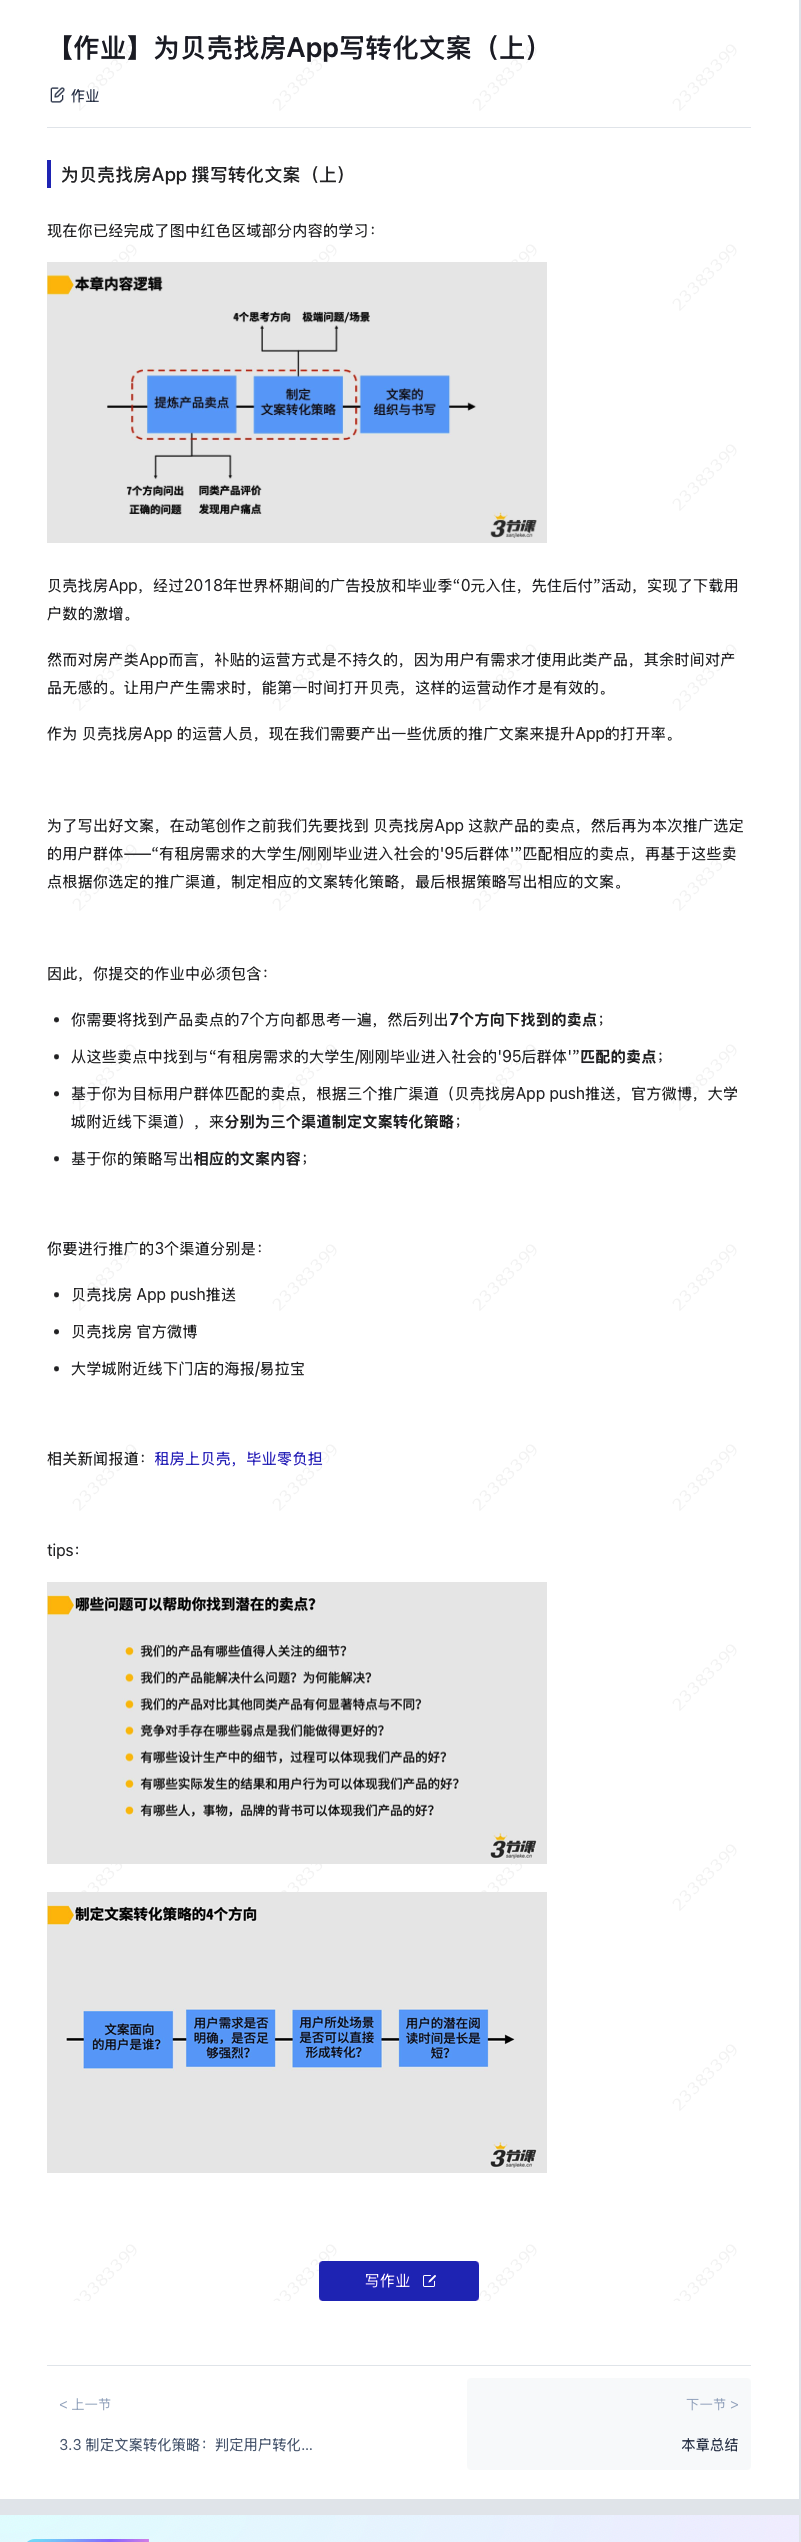 【作业】为贝壳找房App写转化文案（上）
作业
为贝壳找房App 撰写转化文案（上）
现在你已经完成了图中红色区域部分内容的学习：
本章内容逻辑
4个思考方向 极端问题/场景
提炼产品卖点
制定
文案转化策略
文案的
组织与书写
7个方向问出
正确的问题
同类产品评价
发现用户痛点
3节课
sanjieke.cn
贝壳找房App，经过2018年世界杯期间的广告投放和毕业季“0元入住，先住后付”活动，实现了下载用
户数的激增。
然而对房产类App而言，补贴的运营方式是不持久的，因为用户有需求才使用此类产品，其余时间对产
品无感的。让用户产生需求时，能第一时间打开贝壳，这样的运营动作才是有效的。
作为 贝壳找房App 的运营人员，现在我们需要产出一些优质的推广文案来提升App的打开率。
为了写出好文案，在动笔创作之前我们先要找到 贝壳找房App 这款产品的卖点，然后再为本次推广选定
的用户群体——“有租房需求的大学生/刚刚毕业进入社会的'95后群体'”匹配相应的卖点，再基于这些卖
点根据你选定的推广渠道，制定相应的文案转化策略，最后根据策略写出相应的文案。
因此，你提交的作业中必须包含：
• 你需要将找到产品卖点的7个方向都思考一遍，然后列出7个方向下找到的卖点；
• 从这些卖点中找到与“有租房需求的大学生/刚刚毕业进入社会的'95后群体'”匹配的卖点；
• 基于你为目标用户群体匹配的卖点，根据三个推广渠道（贝壳找房App push推送，官方微博，大学
城附近线下渠道），来分别为三个渠道制定文案转化策略；
• 基于你的策略写出相应的文案内容；
你要进行推广的3个渠道分别是：
• 贝壳找房 App push推送
• 贝壳找房 官方微博
• 大学城附近线下门店的海报/易拉宝
相关新闻报道：租房上贝壳，毕业零负担
tips：
哪些问题可以帮助你找到潜在的卖点？
我们的产品有哪些值得人关注的细节？
我们的产品能解决什么问题？为何能解决？
我们的产品对比其他同类产品有何显著特点与不同？
竞争对手存在哪些弱点是我们能做得更好的？
有哪些设计生产中的细节，过程可以体现我们产品的好？
有哪些实际发生的结果和用户行为可以体现我们产品的好？
有哪些人，事物，品牌的背书可以体现我们产品的好？
3节课
sanjieke.cn
制定文案转化策略的4个方向
文案面向
的用户是谁？
用户需求是否
明确，是否足
够强烈？
用户所处场景
是否可以直接
形成转化？
用户的潜在阅
读时间是长是
短？
3节课
sanjieke.cn
写作业
< 上一节
3.3 制定文案转化策略：判定用户转化...
下一节 >
本章总结
23383399